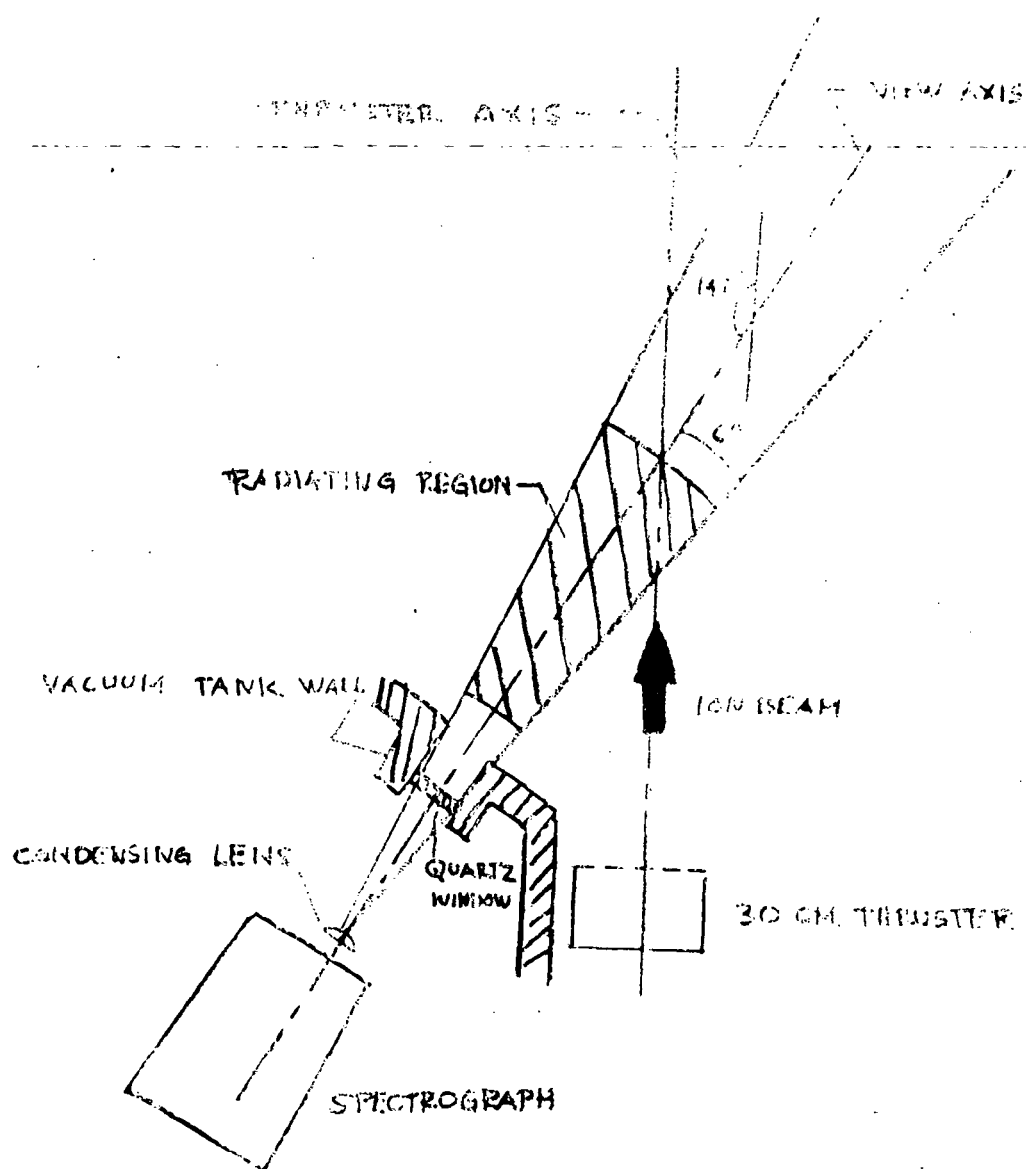 THRUSTER AXIS
VIEW AXIS
6°
RADIATING REGION
VACUUM TANK WALL
ION BEAM
CONDENSING LENS
QUARTZ
WINDOW
30 CM THRUSTER
SPECTROGRAPH